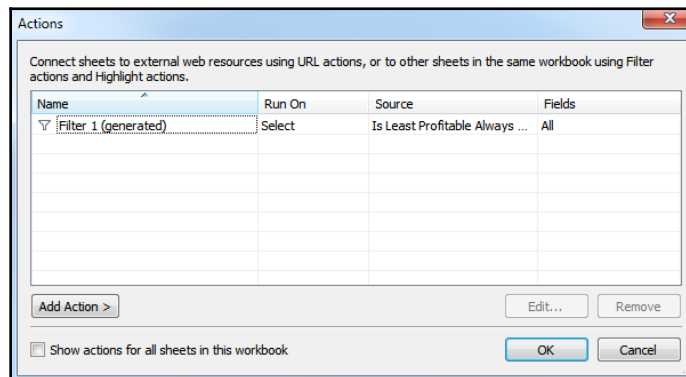 Actions
Connect sheets to external web resources using URL actions, or to other sheets in the same workbook using Filter
actions and Highlight actions.
Name Run On Source Fields
Filter 1 (generated) Select Is Least Profitable Always ... All
Add Action > Edit... Remove
Show actions for all sheets in this workbook OK Cancel